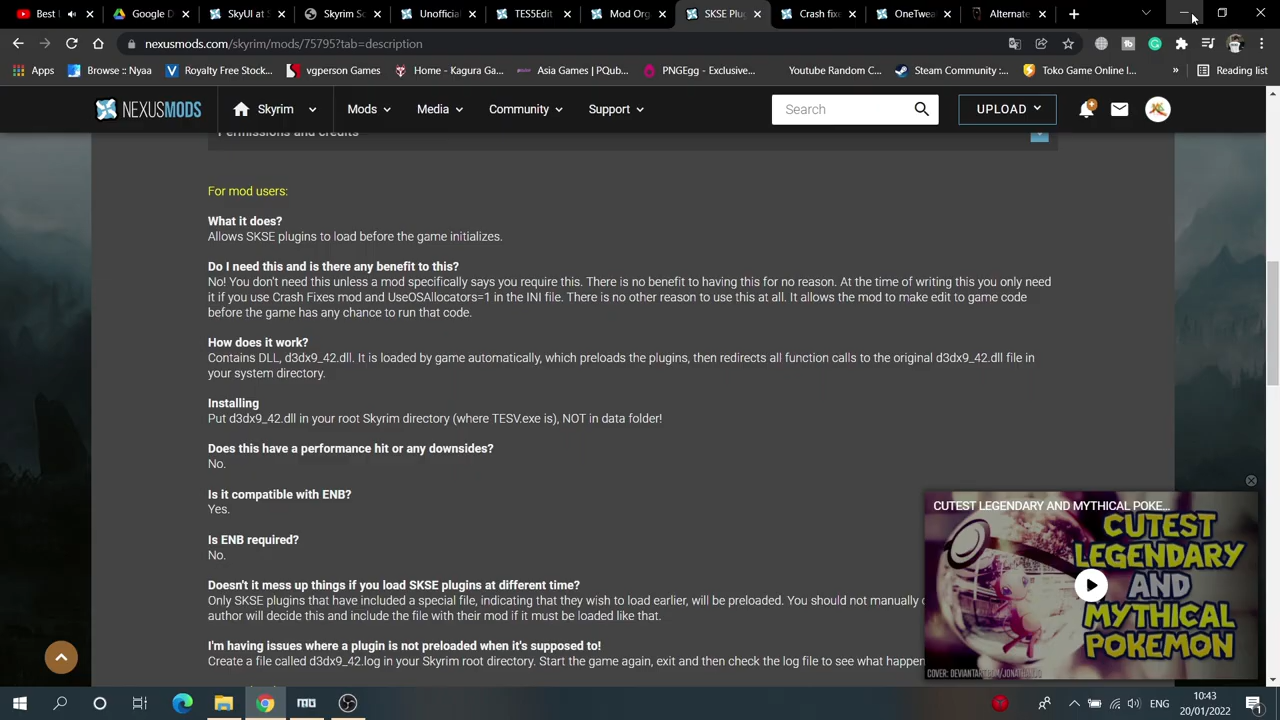 Best I
Google D
SkyUI at S
Skyrim Sc
Unofficial
TES5Edit
Mod Org
SKSE Plug
Crash fixe
OneTwea
Alternate
nexusmods.com/skyrim/mods/75795?tab=description
Apps
Browse :: Nyaa
Royalty Free Stock...
vgperson Games
Home - Kagura Ga...
Asia Games | PQub...
PNGEgg - Exclusive...
Youtube Random C...
Steam Community :...
Toko Game Online I...
Reading list
NEXUSMODS
Skyrim
Mods
Media
Community
Support
Search
UPLOAD
Permissions and credits
For mod users:
What it does?
Allows SKSE plugins to load before the game initializes.
Do I need this and is there any benefit to this?
No! You don't need this unless a mod specifically says you require this. There is no benefit to having this for no reason. At the time of writing this you only need
it if you use Crash Fixes mod and UseOSAllocators=1 in the INI file. There is no other reason to use this at all. It allows the mod to make edit to game code
before the game has any chance to run that code.
How does it work?
Contains DLL, d3dx9_42.dll. It is loaded by game automatically, which preloads the plugins, then redirects all function calls to the original d3dx9_42.dll file in
your system directory.
Installing
Put d3dx9_42.dll in your root Skyrim directory (where TESV.exe is), NOT in data folder!
Does this have a performance hit or any downsides?
No.
Is it compatible with ENB?
Yes.
Is ENB required?
No.
Doesn't it mess up things if you load SKSE plugins at different time?
Only SKSE plugins that have included a special file, indicating that they wish to load earlier, will be preloaded. You should not manually
author will decide this and include the file with their mod if it must be loaded like that.
I'm having issues where a plugin is not preloaded when it's supposed to!
Create a file called d3dx9_42.log in your Skyrim root directory. Start the game again, exit and then check the log file to see what happen
CUTEST LEGENDARY AND MYTHICAL POKE...
CUTEST
LEGENDARY
AND
MYTHICAL
POKEMON
ENG
10:43
20/01/2022